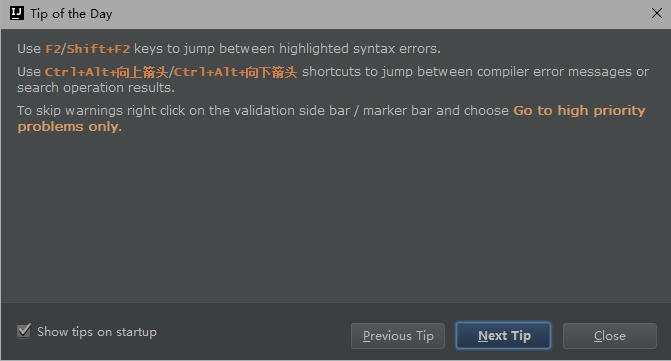 Tip of the Day
Use F2/Shift+F2 keys to jump between highlighted syntax errors.
Use Ctrl+Alt+向上箭头/Ctrl+Alt+向下箭头 shortcuts to jump between compiler error messages or
search operation results.
To skip warnings right click on the validation side bar / marker bar and choose Go to high priority
problems only.
Show tips on startup
Previous Tip
Next Tip
Close